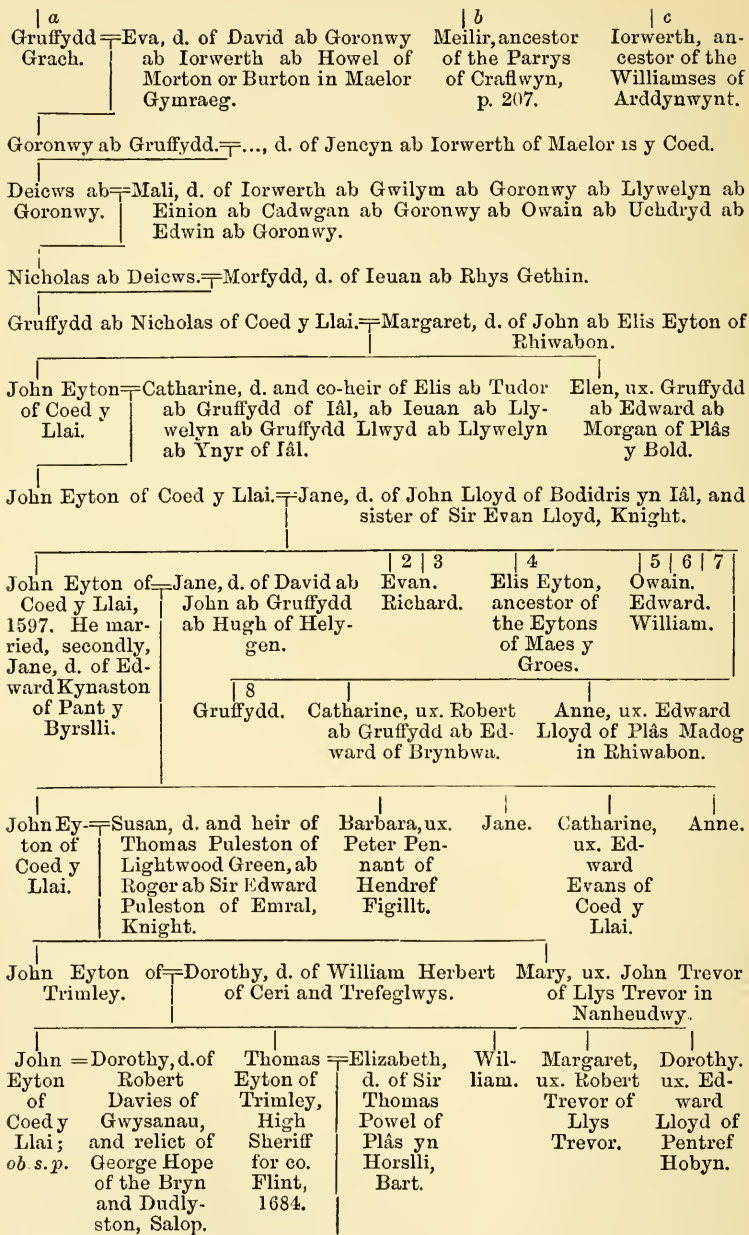 a b c
Gruffydd=Eva, d. of David ab Goronwy Meilir, ancestor Iorwerth, an-
Grach. ab Iorwerth ab Howel of of the Parrys cestor of the
Morton or Burton in Maelor of Craflwyn, Williamses of
Gymraeg. p. 207. Arddynwynt.
Goronwy ab Gruffydd.=..., d. of Jencyn ab Iorwerth of Maelor is y Coed.
Deicws ab=Mali, d. of Iorwerth ab Gwilym ab Goronwy ab Llywelyn ab
Goronwy. Einion ab Cadwgan ab Goronwy ab Owain ab Uchdryd ab
Edwin ab Goronwy.
Nicholas ab Deicws.=Morfydd, d. of Ieuan ab Rhys Gethin.
Gruffydd ab Nicholas of Coed y Llai.=Margaret, d. of John ab Elis Eyton of
Rhiwabon.
John Eyton=Catharine, d. and co-heir of Elis ab Tudor Elen, ux. Gruffydd
of Coed y ab Gruffydd of Iâl, ab Ieuan ab Lly- ab Edward ab
Llai. welyn ab Gruffydd Llwyd ab Llywelyn Morgan of Plâs
ab Ynyr of Iâl. y Bold.
John Eyton of Coed y Llai.=Jane, d. of John Lloyd of Bodidris yn Iâl, and
sister of Sir Evan Lloyd, Knight.
2 3 4 5 6 7
John Eyton of=Jane, d. of David ab Evan. Elis Eyton, Owain.
Coed y Llai, John ab Gruffydd Richard. ancestor of Edward.
1597. He mar- ab Hugh of Hely- the Eytons William.
ried, secondly, gen. of Maes y
Jane, d. of Ed- Groes.
ward Kynaston 8
of Pant y Gruffydd. Catharine, ux. Robert Anne, ux. Edward
Byrslli. ab Gruffydd ab Ed- Lloyd of Plâs Madog
ward of Brynbwa. in Rhiwabon.
John Ey-=Susan, d. and heir of Barbara, ux. Jane. Catharine, Anne.
ton of Thomas Puleston of Peter Pen- ux. Ed-
Coed y Lightwood Green, ab nant of ward
Llai. Roger ab Sir Edward Hendref Evans of
Puleston of Emral, Figillt. Coed y
Knight. Llai.
John Eyton of=Dorothy, d. of William Herbert Mary, ux. John Trevor
Trimley. of Ceri and Trefeglwys. of Llys Trevor in
Nanheudwy.
John =Dorothy, d. of Thomas =Elizabeth, Wil- Margaret, Dorothy.
Eyton Robert Eyton of d. of Sir liam. ux. Robert ux. Ed-
of Davies of Trimley, Thomas Trevor of ward
Coed y Gwysanau, High Powel of Llys Lloyd of
Llai; and relict of Sheriff Plâs yn Trevor. Pentref
ob. s. p. George Hope for co. Horslli, Hobyn.
of the Bryn Flint, Bart.
and Dudly- 1684.
ston, Salop.